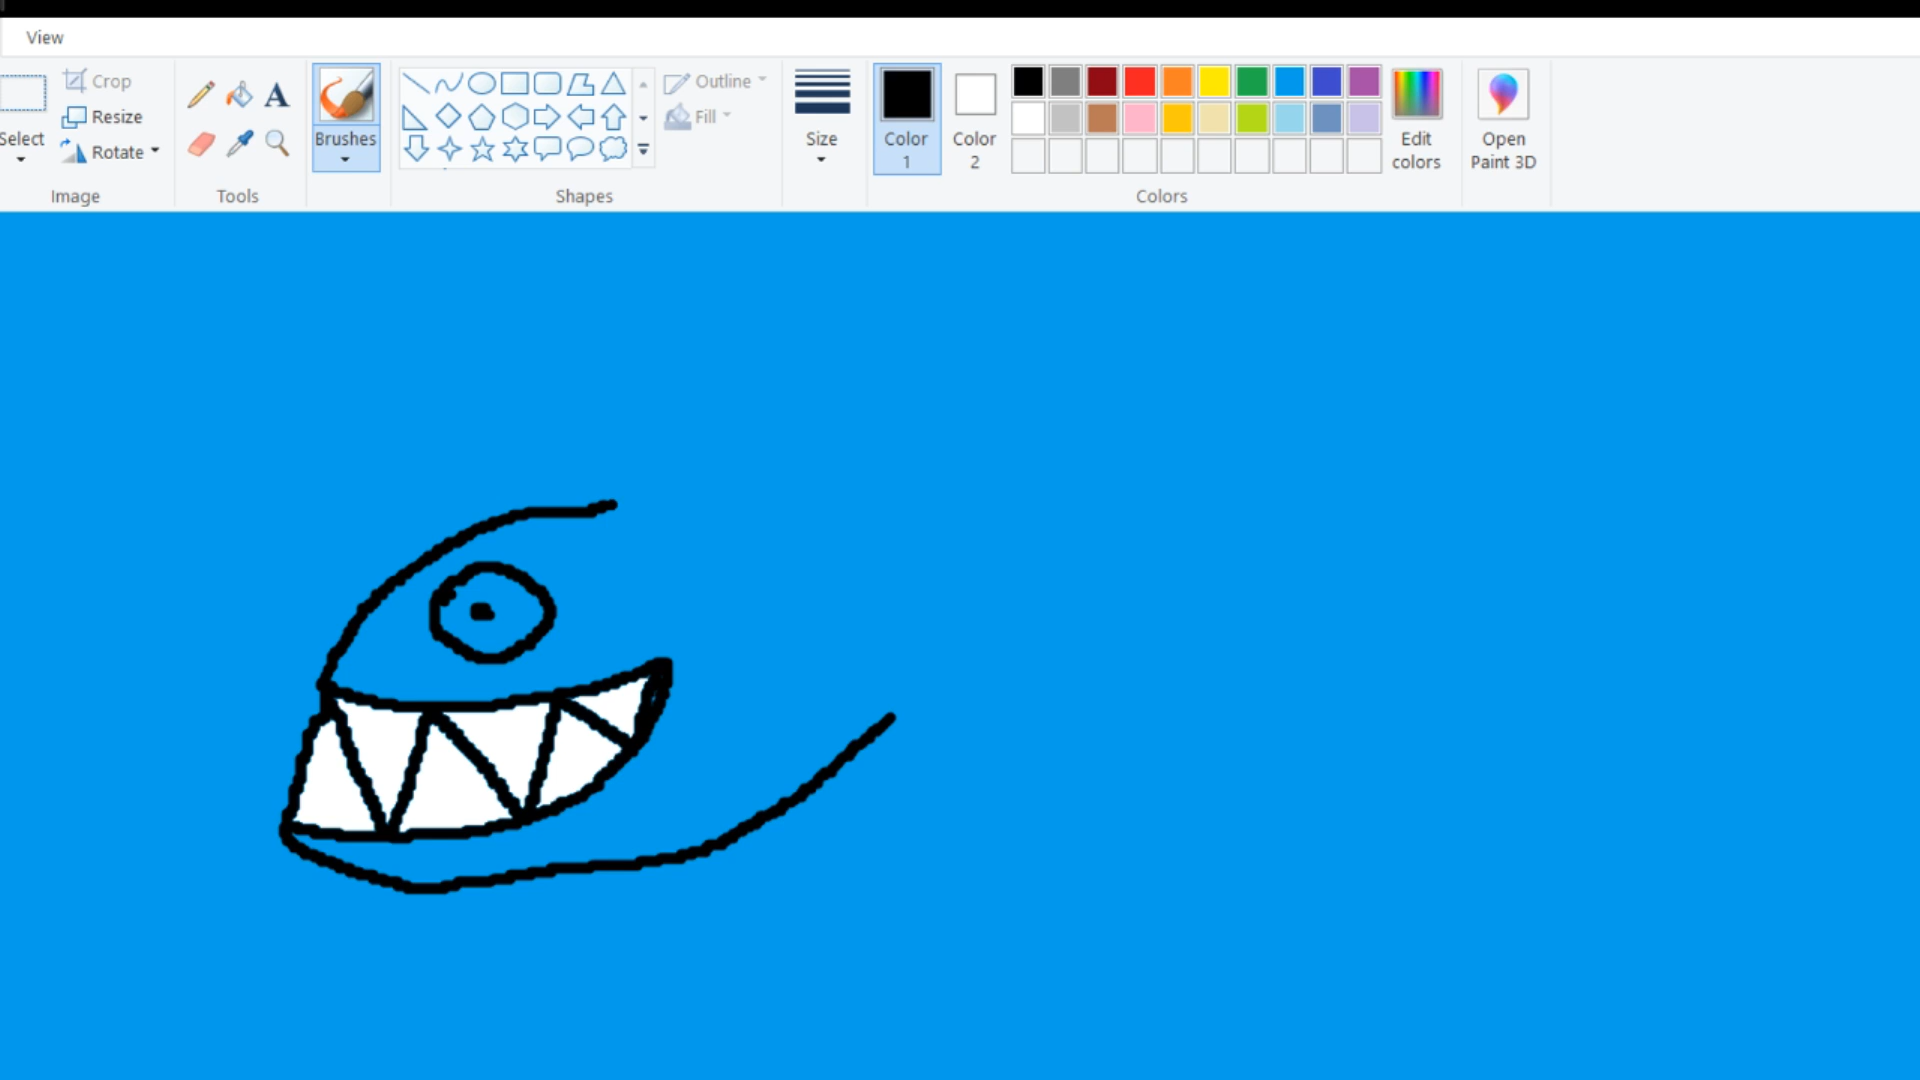 View
Crop
Resize
Select
Rotate
Image
A
Tools
Brushes
Shapes
Outline
Fill
Size
Color 1
Color 2
Edit colors
Colors
Open Paint 3D